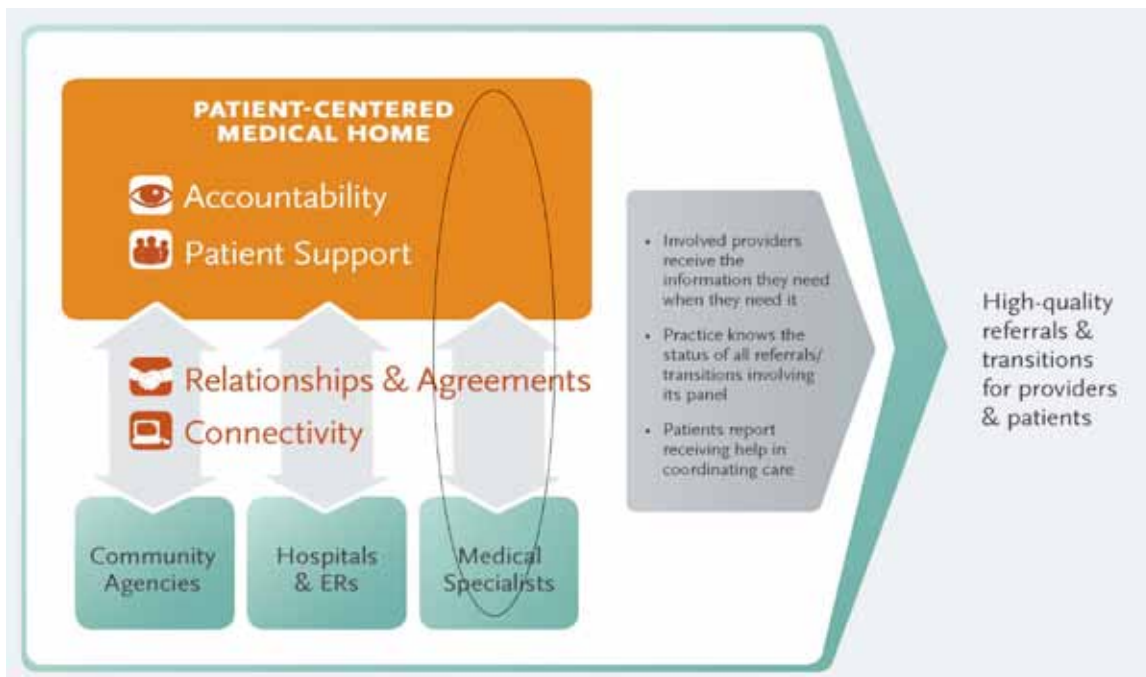 PATIENT-CENTERED
MEDICAL HOME
Accountability
Patient Support
Relationships & Agreements
Connectivity
Community
Agencies
Hospitals
& ERs
Medical
Specialists
• Involved providers
receive the
information they need
when they need it
• Practice knows the
status of all referrals/
transitions involving
its panel
• Patients report
receiving help in
coordinating care
High-quality
referrals &
transitions
for providers
& patients